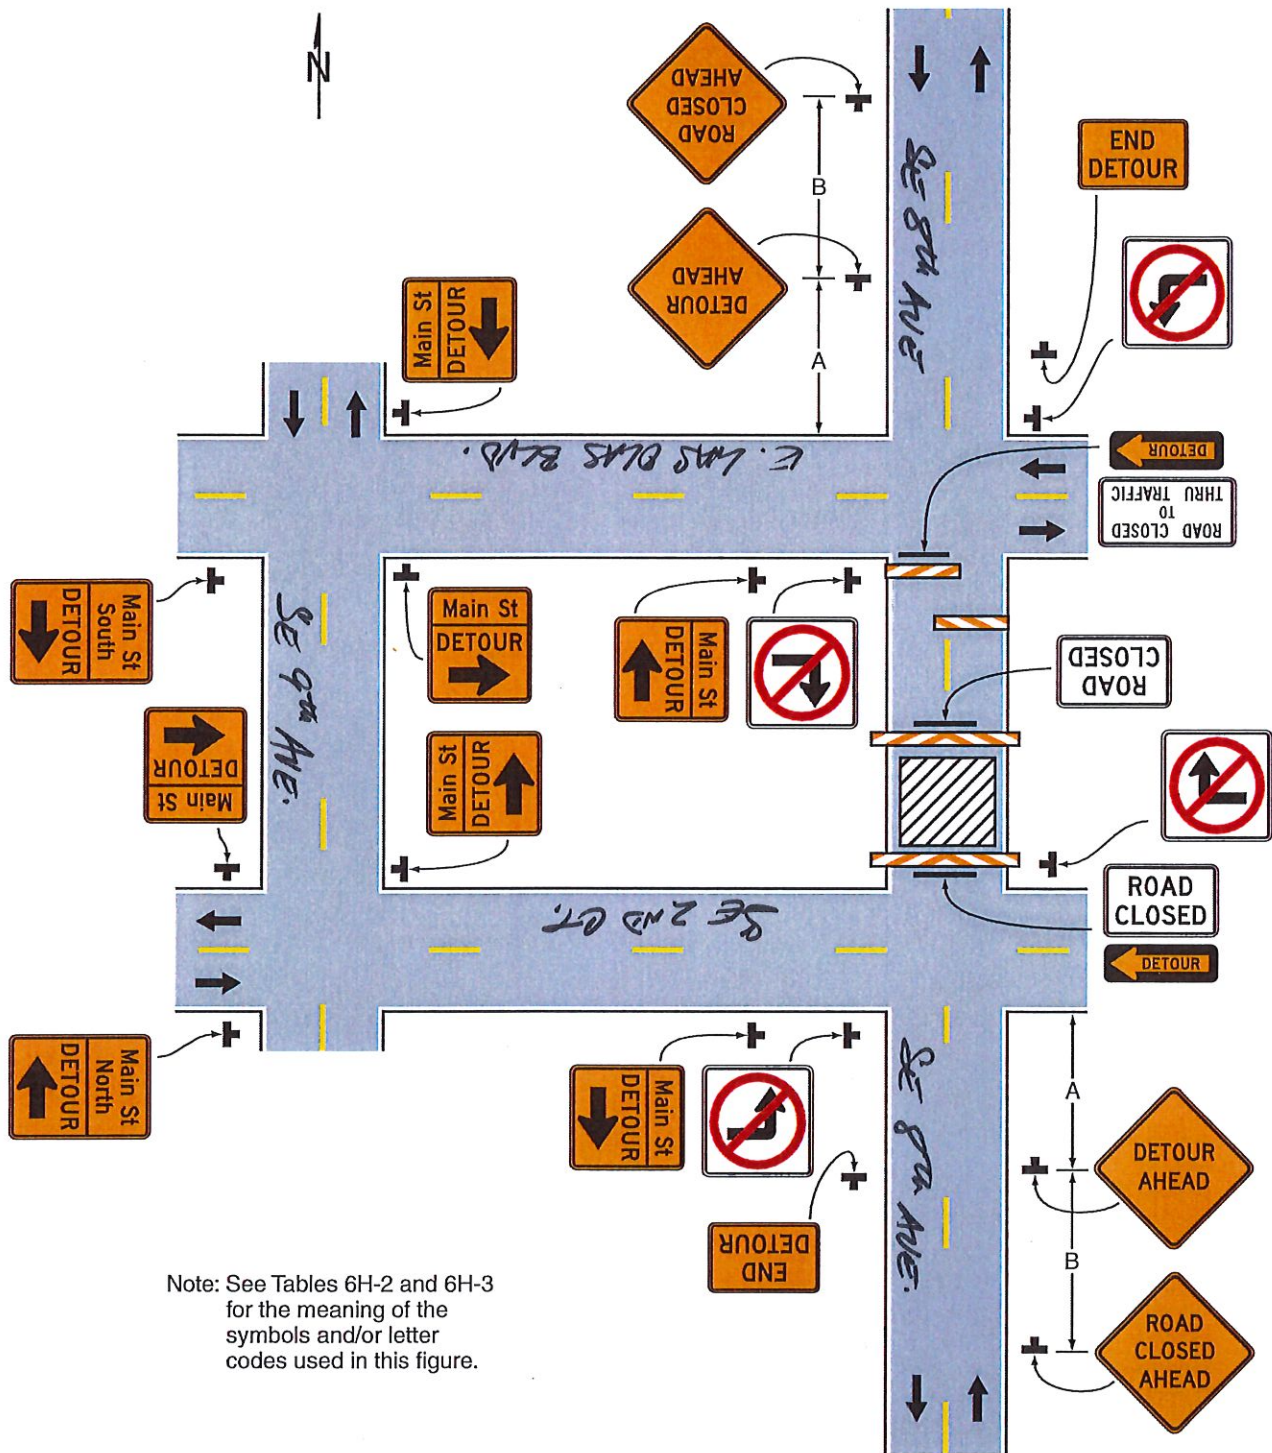 N
ROAD
CLOSED
AHEAD
B
DETOUR
AHEAD
A
SE 8th AVE
END
DETOUR
Main St
DETOUR
E. LAS OLAS BLVD.
DETOUR
ROAD CLOSED
TO
THRU TRAFFIC
Main St
South
DETOUR
Main St
DETOUR
Main St
DETOUR
ROAD
CLOSED
SE 9th AVE.
Main St
DETOUR
Main St
DETOUR
ROAD
CLOSED
SE 2ND CT.
DETOUR
Main St
North
DETOUR
Main St
DETOUR
SE 8th AVE.
A
DETOUR
AHEAD
END
DETOUR
B
ROAD
CLOSED
AHEAD
Note: See Tables 6H-2 and 6H-3
for the meaning of the
symbols and/or letter
codes used in this figure.